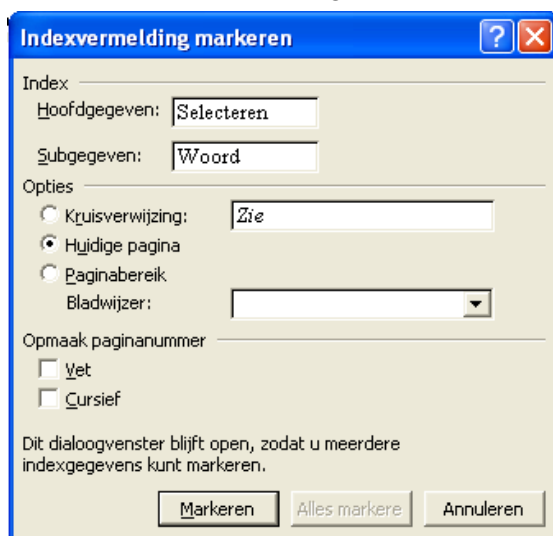 Indexvermelding markeren
Index
Hoofdgegeven: Selecteren
Subgegeven: Woord
Opties
Kruisverwijzing: Zie
Huidige pagina
Paginabereik
Bladwijzer:
Opmaak paginanummer
Vet
Cursief
Dit dialoogvenster blijft open, zodat u meerdere
indexgegevens kunt markeren.
Markeren Alles markere Annuleren